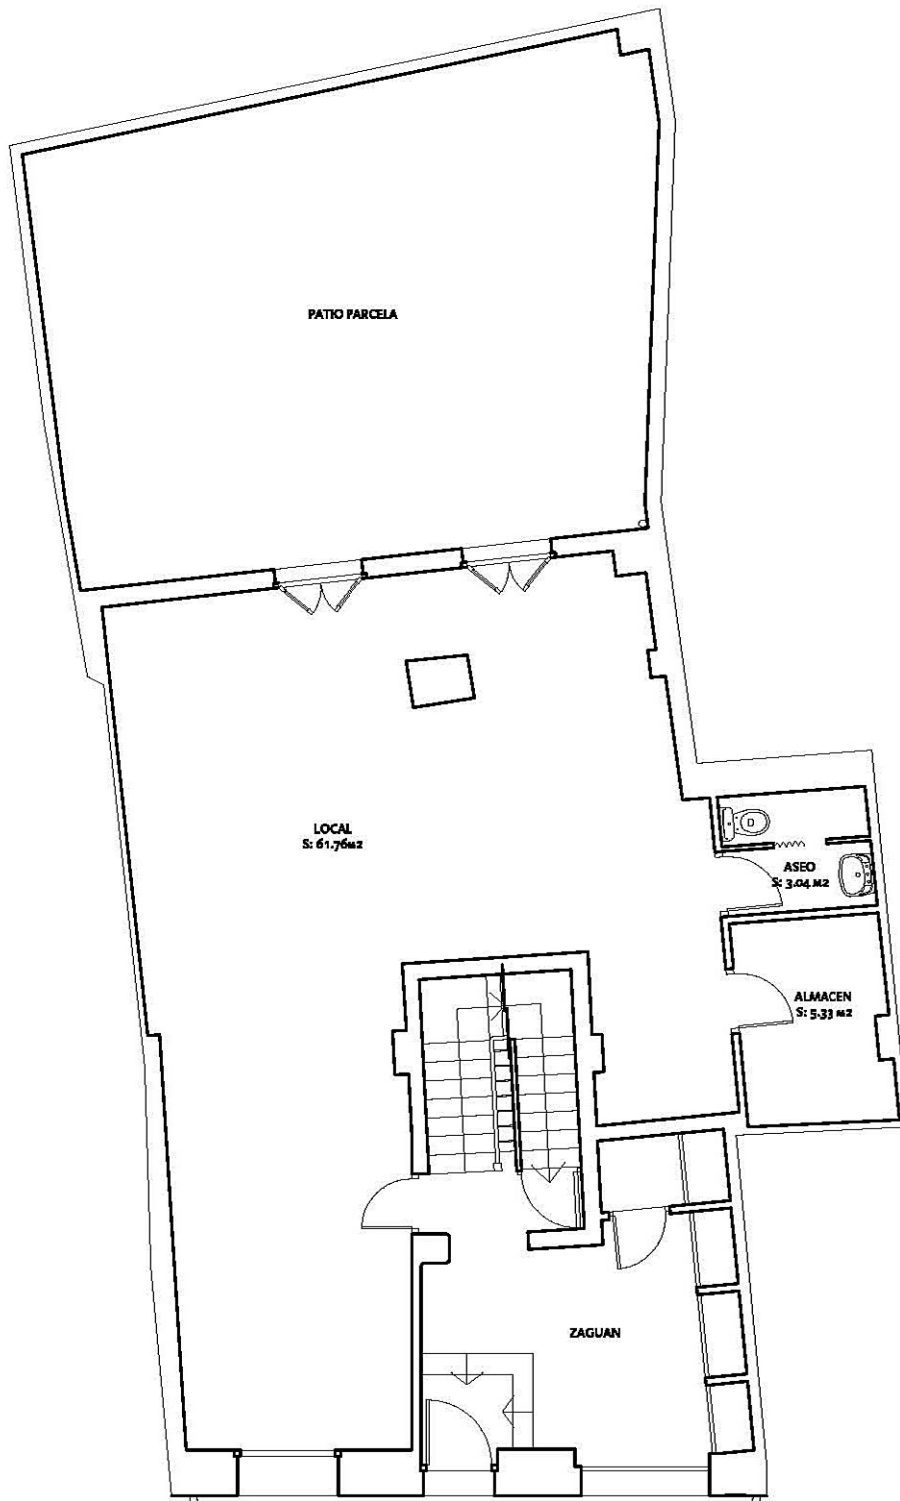 PATIO PARCELA
LOCAL
S: 61.76M2
ASEO
S: 3.04 M2
ALMACEN
S: 5.33 M2
ZAGUAN